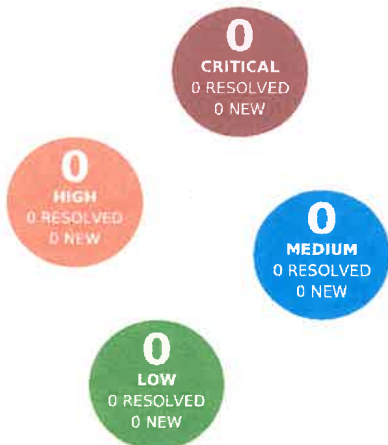 0
CRITICAL
0 RESOLVED
0 NEW
0
HIGH
0 RESOLVED
0 NEW
0
MEDIUM
0 RESOLVED
0 NEW
0
LOW
0 RESOLVED
0 NEW